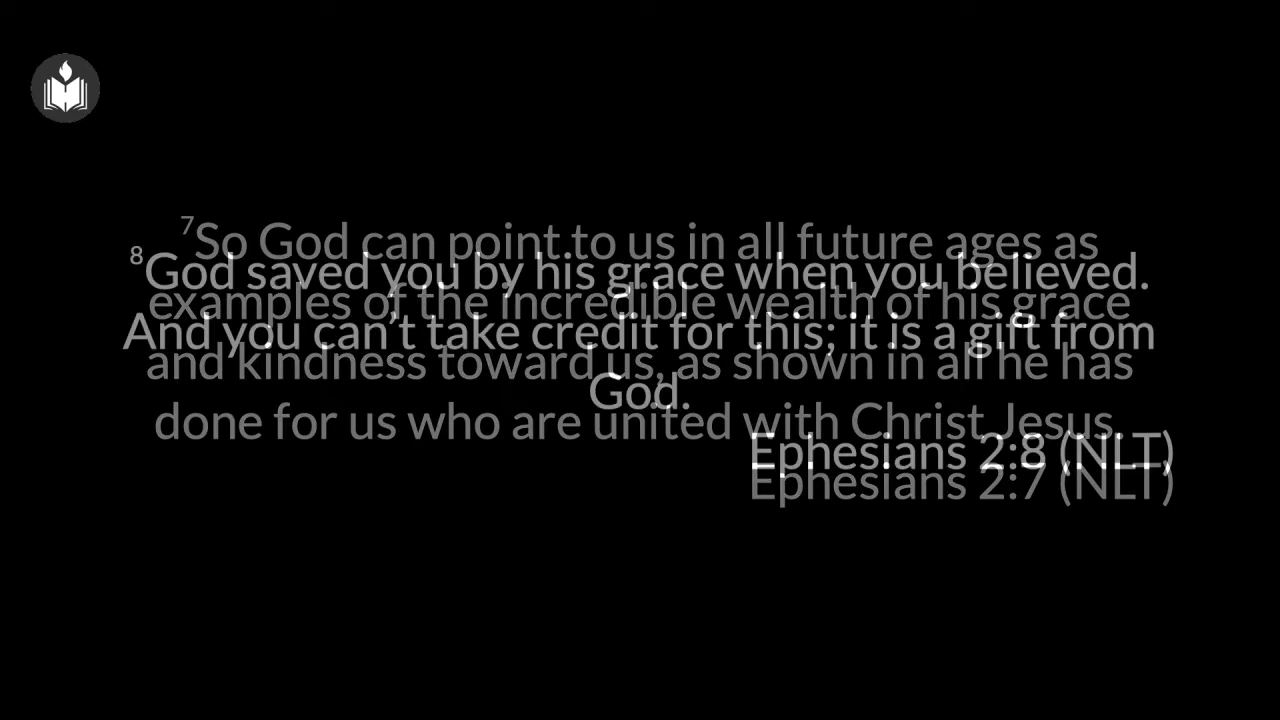 ⁷So God can point to us in all future ages as
examples of the incredible wealth of his grace
and kindness toward us, as shown in all he has
done for us who are united with Christ Jesus.
Ephesians 2:7 (NLT)
⁸God saved you by his grace when you believed.
And you can’t take credit for this; it is a gift from
God.
Ephesians 2:8 (NLT)